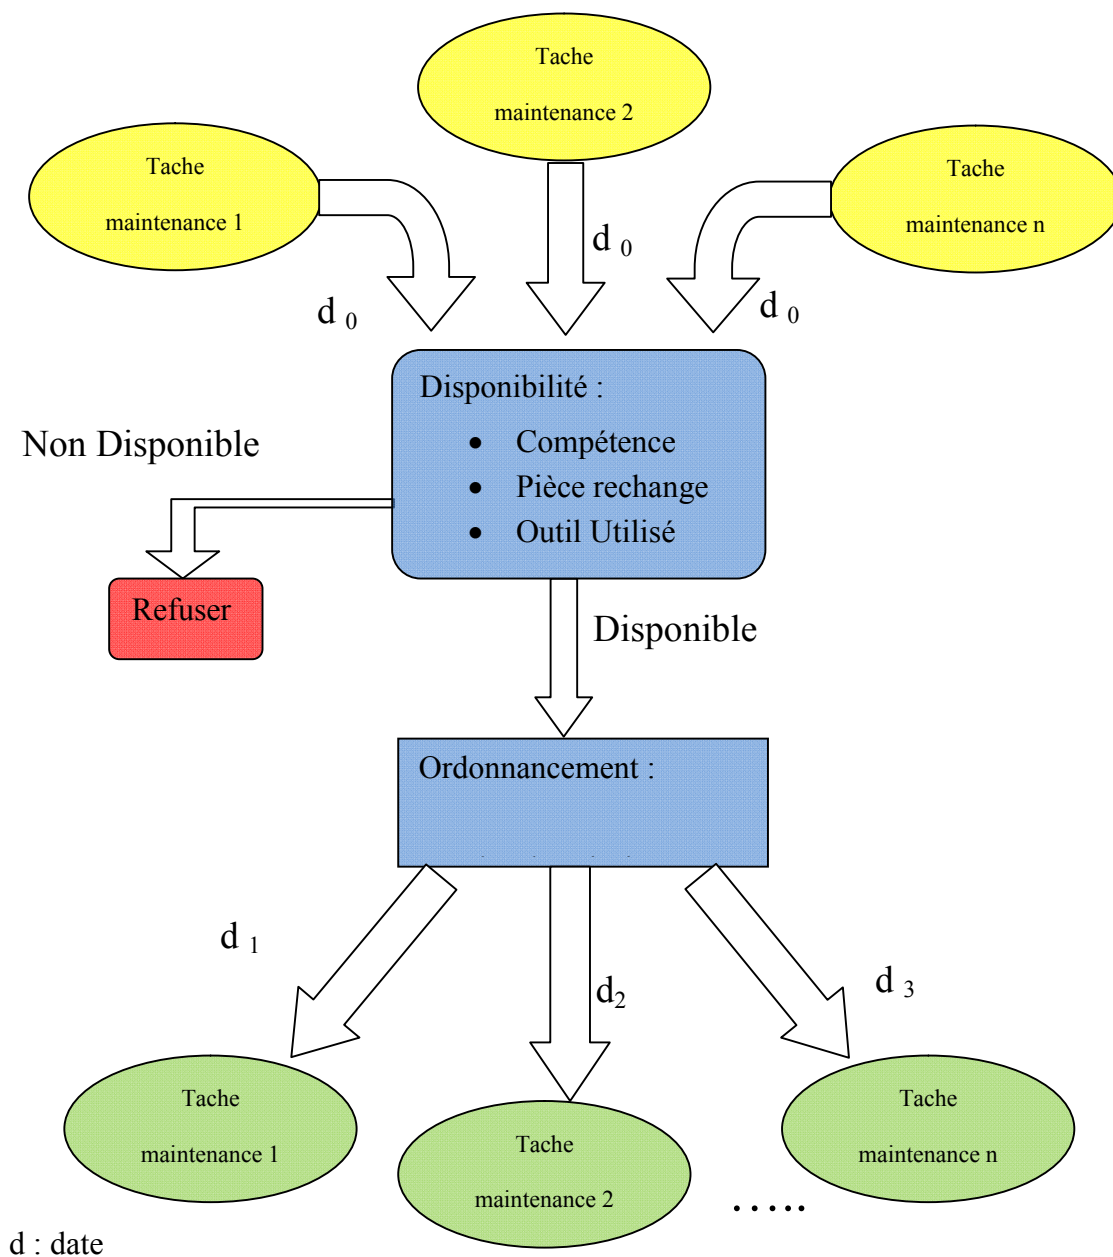 Tache
maintenance 2
Tache
maintenance 1
Tache
maintenance n
d 0
d 0
d 0
Disponibilité :
• Compétence
• Pièce rechange
• Outil Utilisé
Non Disponible
Refuser
Disponible
Ordonnancement :
d 1
d2
d 3
Tache
maintenance 1
Tache
maintenance 2
Tache
maintenance n
.....
d : date